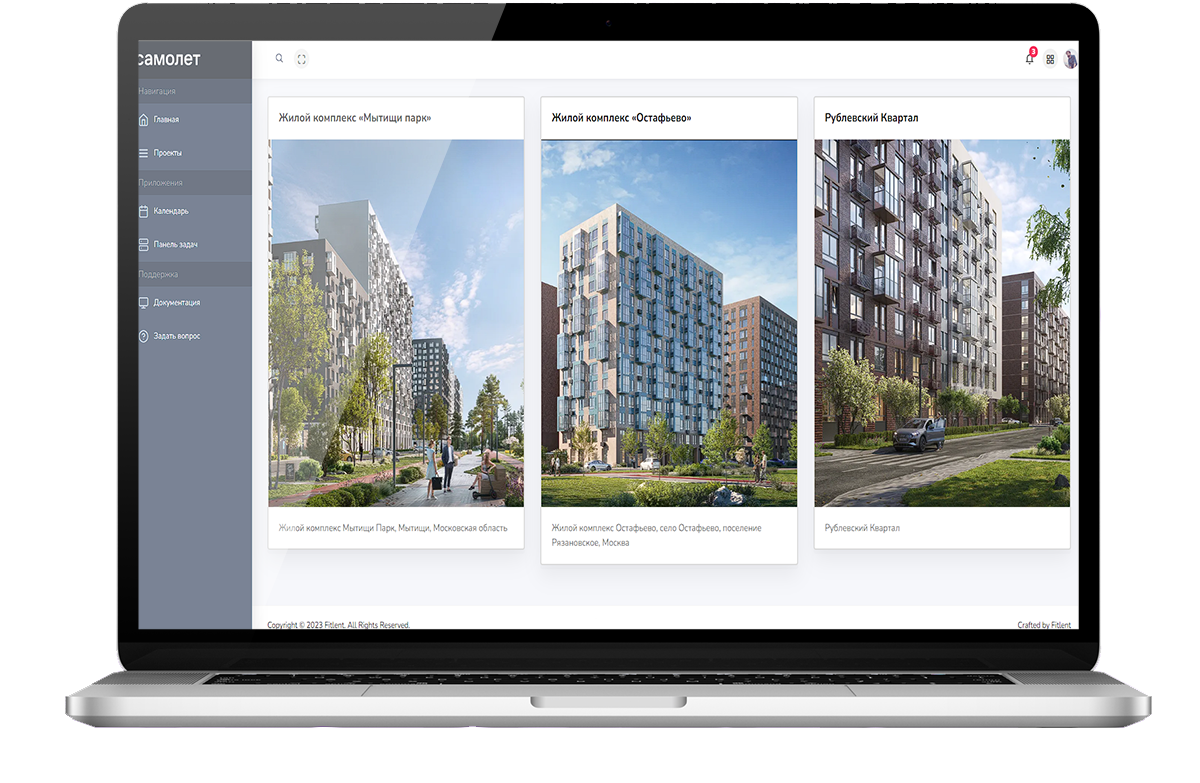 самолет
3
Навигация
Главная
Проекты
Приложения
Календарь
Панель задач
Поддержка
Документация
Задать вопрос
Жилой комплекс «Мытищи парк»
Жилой комплекс Мытищи Парк, Мытищи, Московская область
Жилой комплекс «Остафьево»
Жилой комплекс Остафьево, село Остафьево, поселение
Рязановское, Москва
Рублевский Квартал
Рублевский Квартал
Copyright © 2023 Fitlent. All Rights Reserved.
Crafted by Fitlent